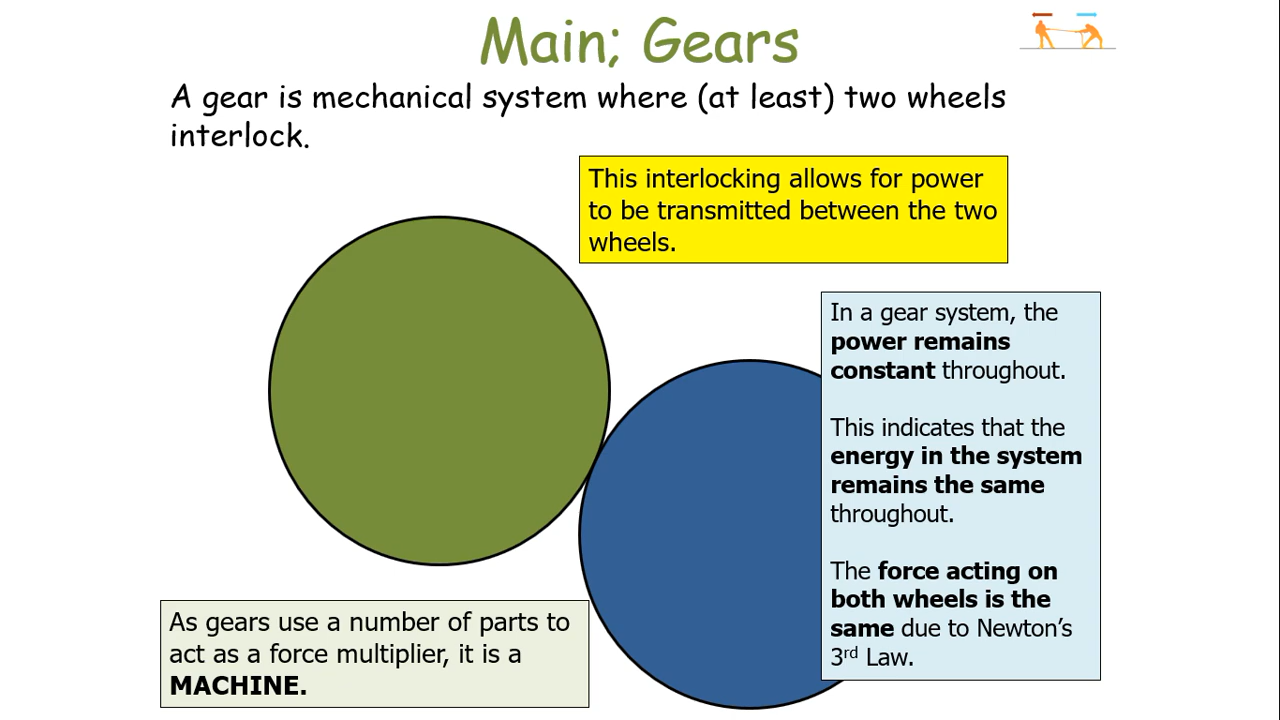 Main; Gears
A gear is mechanical system where (at least) two wheels
interlock.
This interlocking allows for power
to be transmitted between the two
wheels.
In a gear system, the
power remains
constant throughout.
This indicates that the
energy in the system
remains the same
throughout.
The force acting on
both wheels is the
same due to Newton’s
3rd Law.
As gears use a number of parts to
act as a force multiplier, it is a
MACHINE.